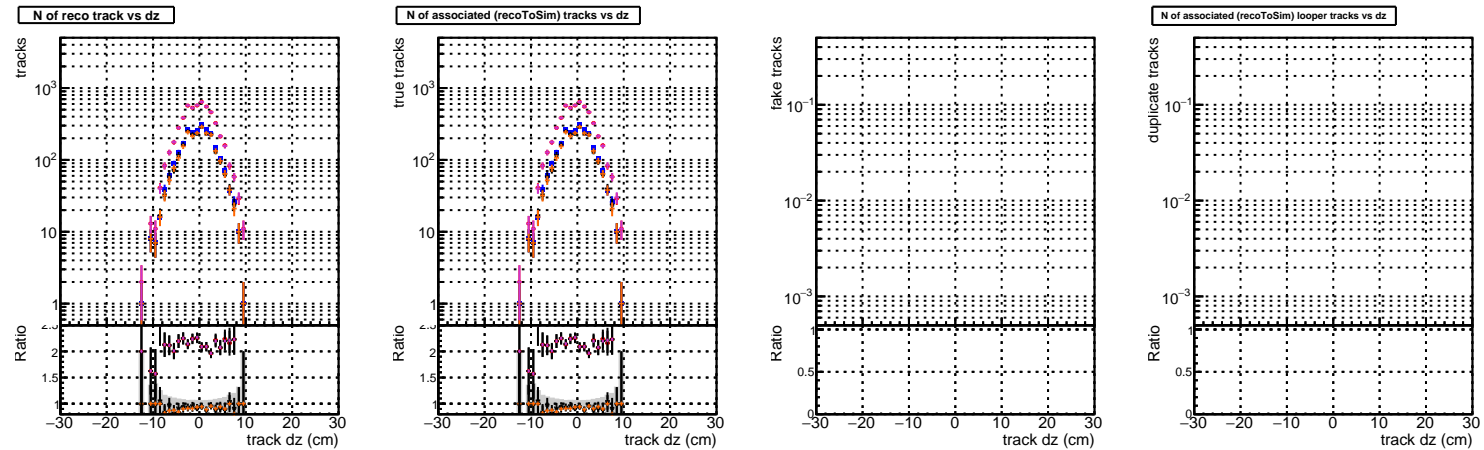 N of reco track vs dz
tracks
10³
10²
10
1
2.5
Ratio
2
1.5
1
−30 −20 −10 0 10 20 30
track dz (cm)
N of associated (recoToSim) tracks vs dz
true tracks
10³
10²
10
1
2.5
Ratio
2
1.5
1
−30 −20 −10 0 10 20 30
track dz (cm)
fake tracks
10⁻¹
10⁻²
10⁻³
Ratio
1
0.5
0
−30 −20 −10 0 10 20 30
track dz (cm)
N of associated (recoToSim) looper tracks vs dz
duplicate tracks
10⁻¹
10⁻²
10⁻³
Ratio
1
0.5
0
−30 −20 −10 0 10 20 30
track dz (cm)